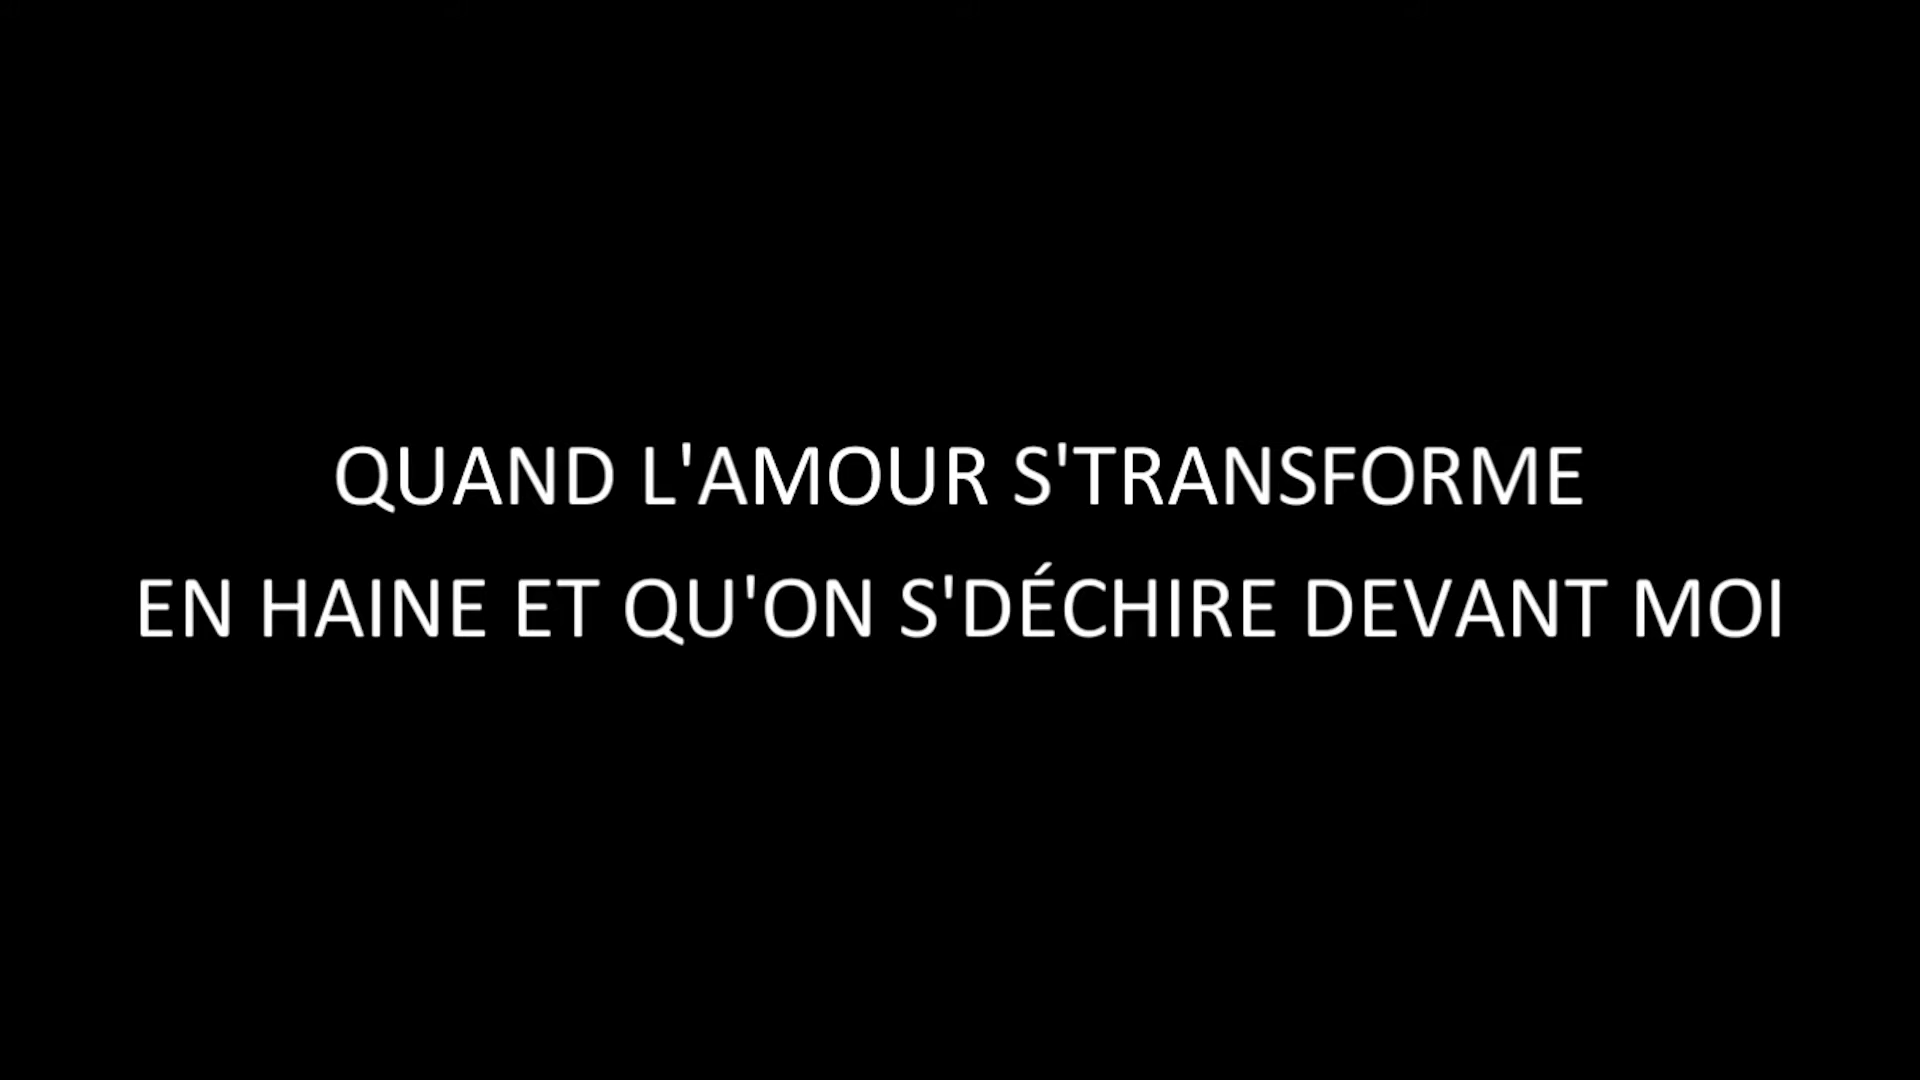 QUAND L'AMOUR S'TRANSFORME
EN HAINE ET QU'ON S'DÉCHIRE DEVANT MOI